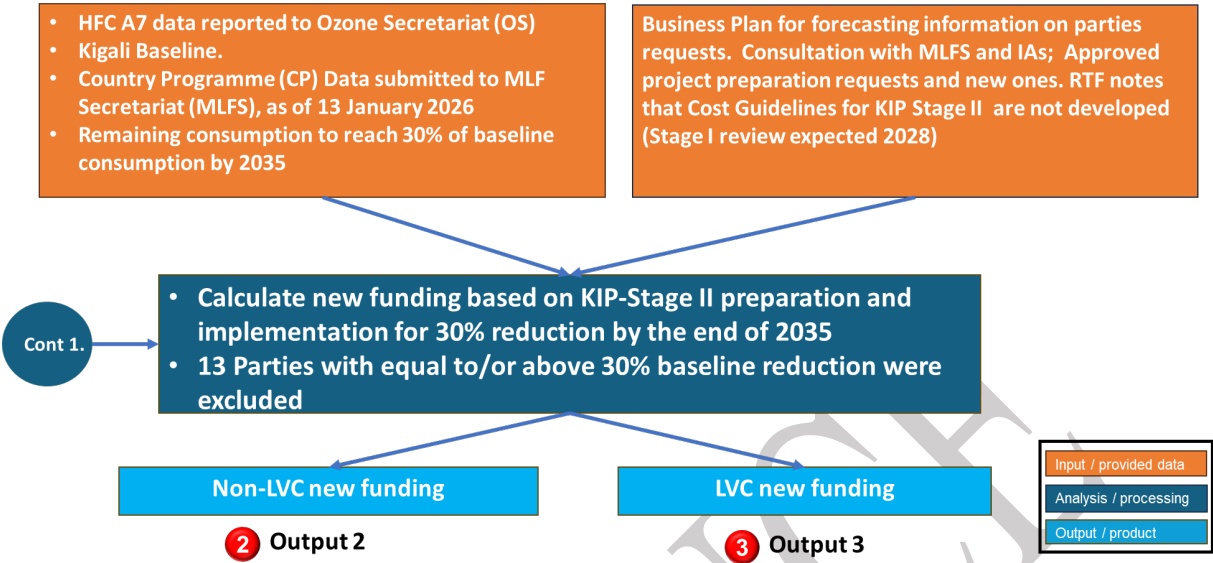 • HFC A7 data reported to Ozone Secretariat (OS)
• Kigali Baseline.
• Country Programme (CP) Data submitted to MLF
Secretariat (MLFS), as of 13 January 2026
• Remaining consumption to reach 30% of baseline
consumption by 2035
Business Plan for forecasting information on parties
requests. Consultation with MLFS and IAs; Approved
project preparation requests and new ones. RTF notes
that Cost Guidelines for KIP Stage II are not developed
(Stage I review expected 2028)
Cont 1.
• Calculate new funding based on KIP-Stage II preparation and
implementation for 30% reduction by the end of 2035
• 13 Parties with equal to/or above 30% baseline reduction were
excluded
Non-LVC new funding
LVC new funding
2 Output 2
3 Output 3
Input / provided data
Analysis / processing
Output / product